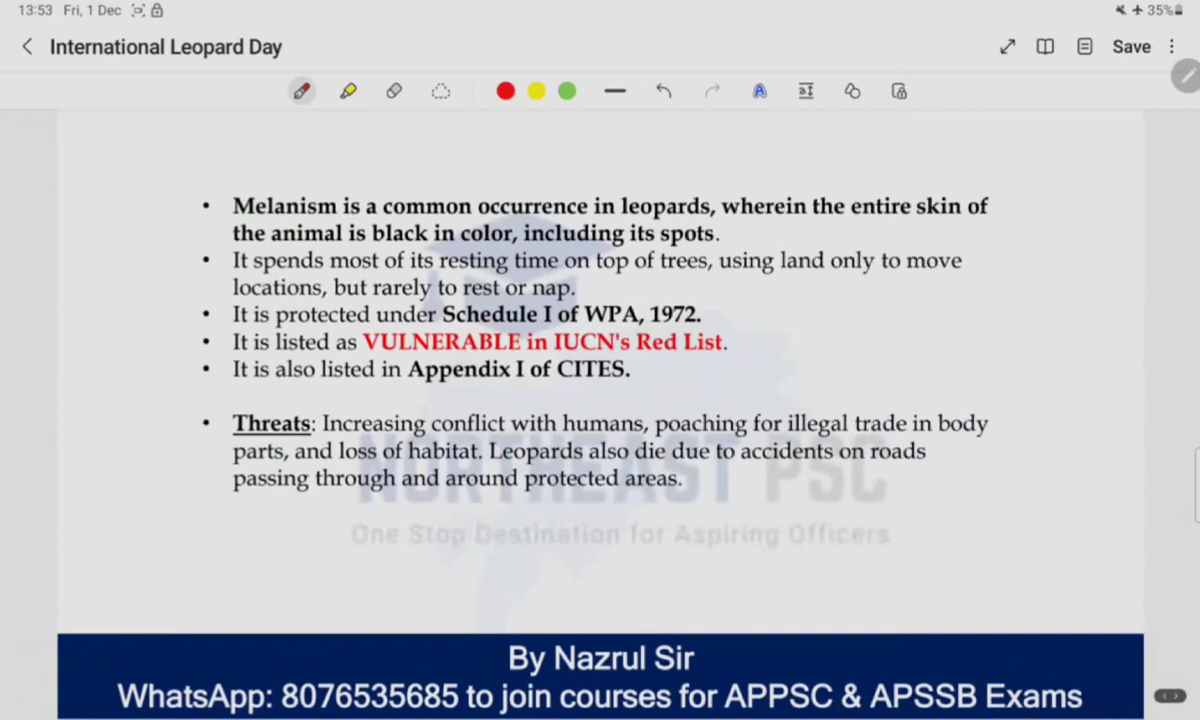 13:53 Fri, 1 Dec
35%
International Leopard Day
Save
• Melanism is a common occurrence in leopards, wherein the entire skin of
the animal is black in color, including its spots.
• It spends most of its resting time on top of trees, using land only to move
locations, but rarely to rest or nap.
• It is protected under Schedule I of WPA, 1972.
• It is listed as VULNERABLE in IUCN's Red List.
• It is also listed in Appendix I of CITES.
• Threats: Increasing conflict with humans, poaching for illegal trade in body
parts, and loss of habitat. Leopards also die due to accidents on roads
passing through and around protected areas.
NORTHEAST PSC
One Stop Destination for Aspiring Officers
By Nazrul Sir
WhatsApp: 8076535685 to join courses for APPSC & APSSB Exams